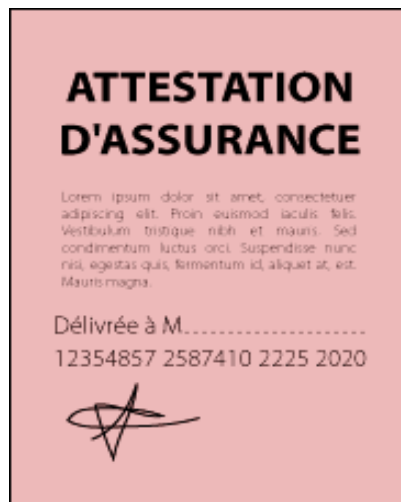 ATTESTATION
D'ASSURANCE
Lorem ipsum dolor sit amet, consectetuer
adipiscing elit. Proin euismod iaculis felis.
Vestibulum tristique nibh et mauris. Sed
condimentum luctus orci. Suspendisse nunc
nisi, egestas quis, fermentum id, aliquet at, est.
Mauris magna.
Délivrée à M....................
12354857 2587410 2225 2020